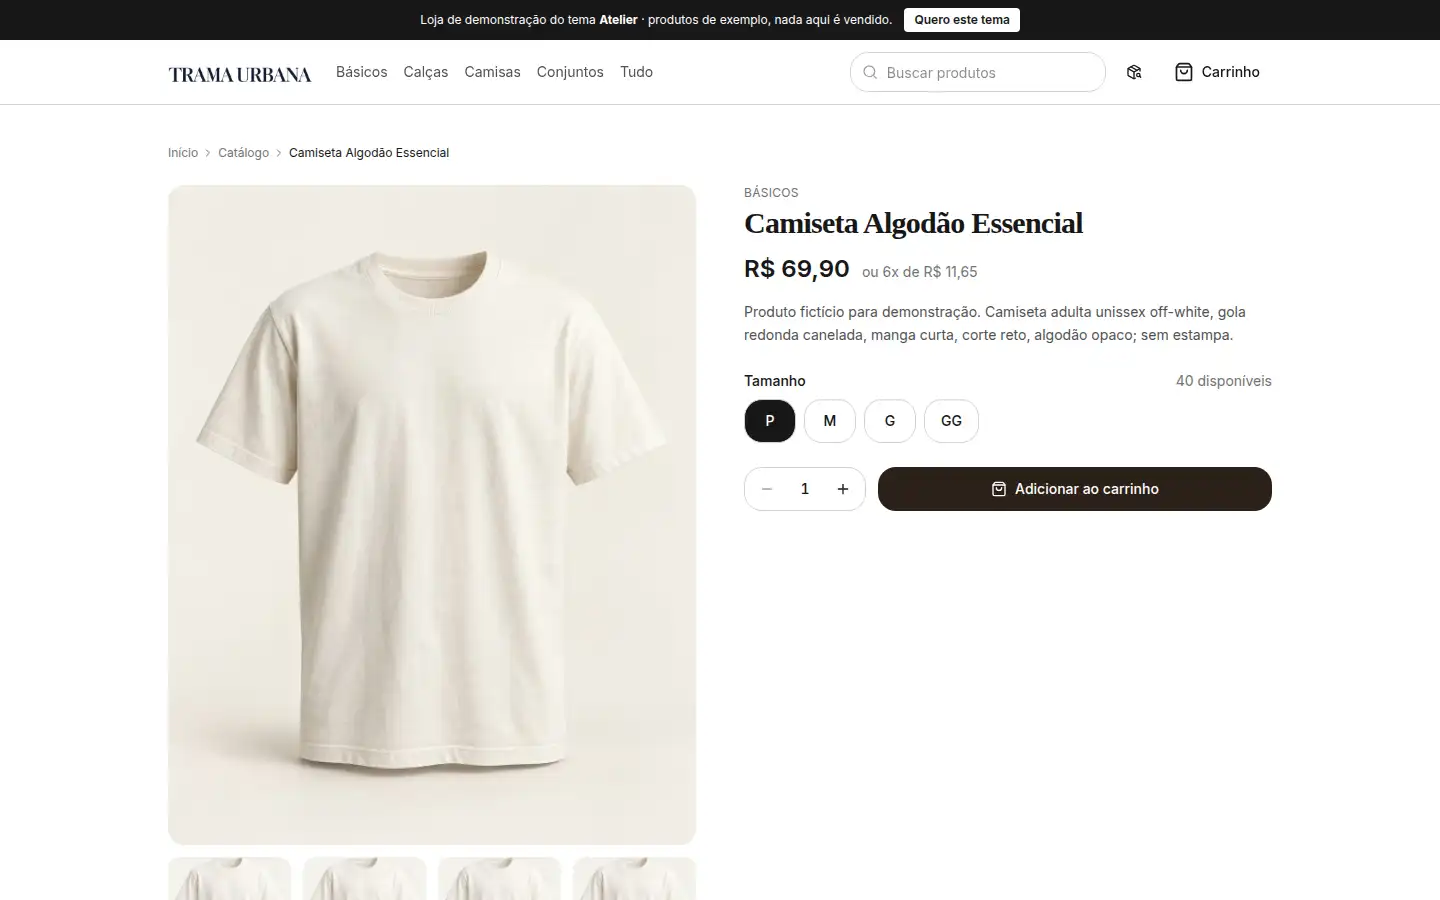 Loja de demonstração do tema Atelier · produtos de exemplo, nada aqui é vendido. Quero este tema
TRAMA URBANA Básicos Calças Camisas Conjuntos Tudo Buscar produtos Carrinho
Início > Catálogo > Camiseta Algodão Essencial
BÁSICOS
Camiseta Algodão Essencial
R$ 69,90 ou 6x de R$ 11,65
Produto fictício para demonstração. Camiseta adulta unissex off-white, gola
redonda canelada, manga curta, corte reto, algodão opaco; sem estampa.
Tamanho 40 disponíveis
P M G GG
− 1 + Adicionar ao carrinho